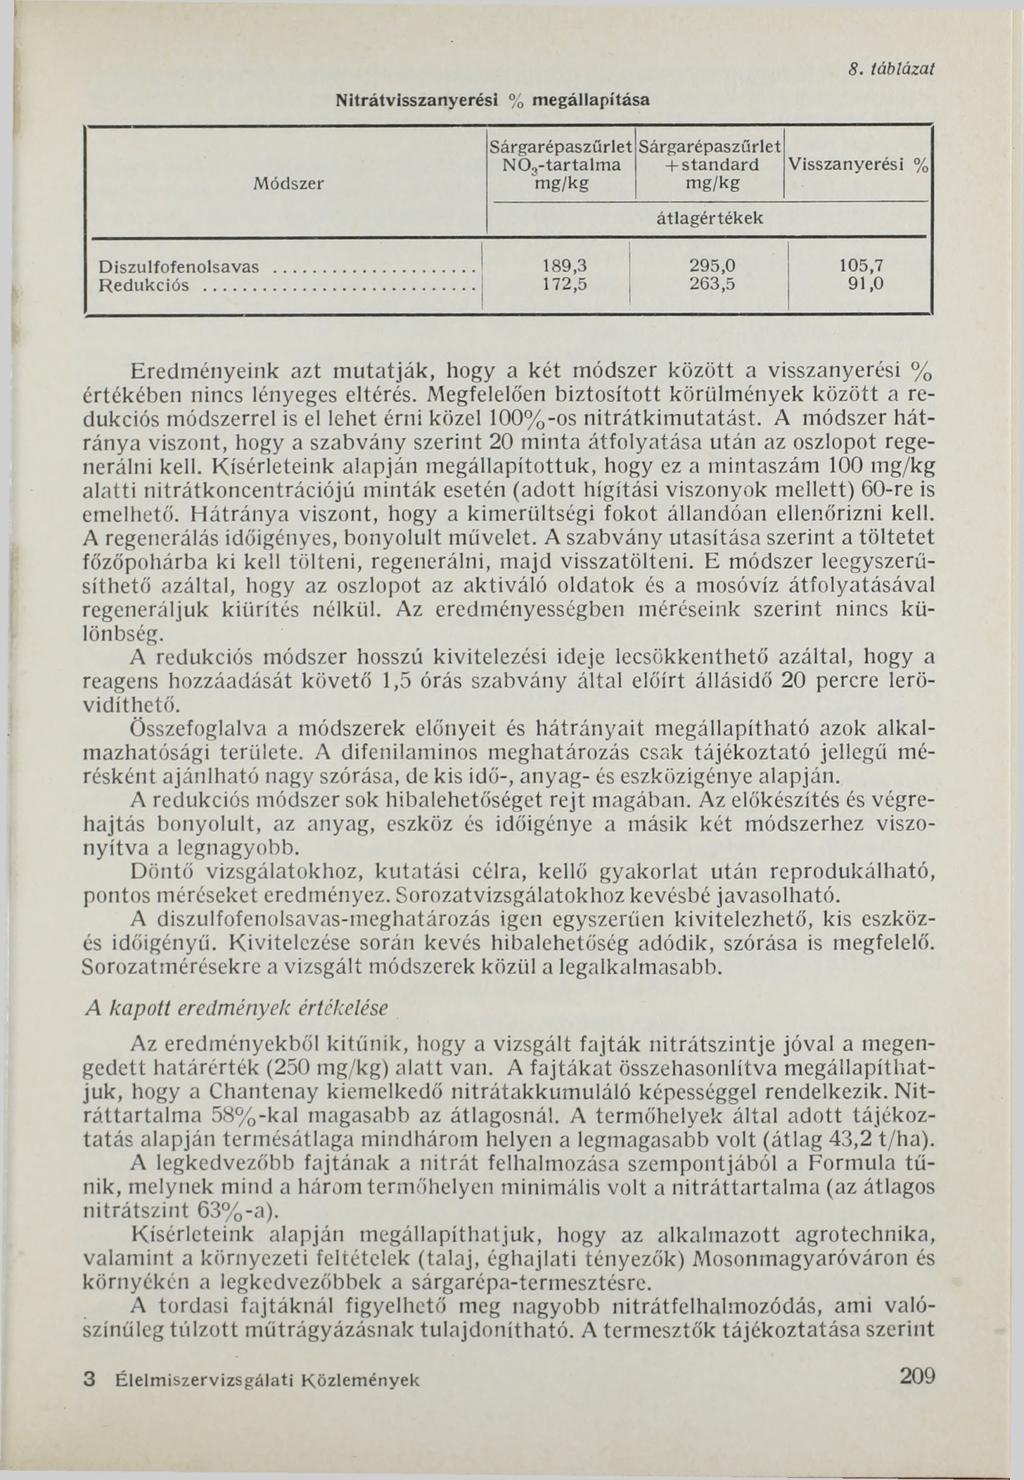 8. táblázat
Nitrátvisszanyerési % megállapítása
Módszer
Sárgarépaszűrlet
NO₃-tartalma
mg/kg
Sárgarépaszűrlet
+standard
mg/kg
Visszanyerési %
átlagértékek
Diszulfofenolsavas ........................ 189,3 295,0 105,7
Redukciós ................................ 172,5 263,5 91,0
Eredményeink azt mutatják, hogy a két módszer között a visszanyerési %
értékében nincs lényeges eltérés. Megfelelően biztosított körülmények között a re-
dukciós módszerrel is el lehet érni közel 100%-os nitrátkimutatást. A módszer hát-
ránya viszont, hogy a szabvány szerint 20 minta átfolyatása után az oszlopot rege-
nerálni kell. Kísérleteink alapján megállapítottuk, hogy ez a mintaszám 100 mg/kg
alatti nitrátkoncentrációjú minták esetén (adott hígítási viszonyok mellett) 60-re is
emelhető. Hátránya viszont, hogy a kimerültségi fokot állandóan ellenőrizni kell.
A regenerálás időigényes, bonyolult művelet. A szabvány utasítása szerint a töltetet
főzőpohárba ki kell tölteni, regenerálni, majd visszatölteni. E módszer leegyszerű-
síthető azáltal, hogy az oszlopot az aktiváló oldatok és a mosóvíz átfolyatásával
regeneráljuk kiürítés nélkül. Az eredményességben méréseink szerint nincs kü-
lönbség.
A redukciós módszer hosszú kivitelezési ideje lecsökkenthető azáltal, hogy a
reagens hozzáadását követő 1,5 órás szabvány által előírt állásidő 20 percre lerö-
vidíthető.
Összefoglalva a módszerek előnyeit és hátrányait megállapítható azok alkal-
mazhatósági területe. A difenilaminos meghatározás csak tájékoztató jellegű mé-
résként ajánlható nagy szórása, de kis idő-, anyag- és eszközigénye alapján.
A redukciós módszer sok hibalehetőséget rejt magában. Az előkészítés és végre-
hajtás bonyolult, az anyag, eszköz és időigénye a másik két módszerhez viszo-
nyítva a legnagyobb.
Döntő vizsgálatokhoz, kutatási célra, kellő gyakorlat után reprodukálható,
pontos méréseket eredményez. Sorozatvizsgálatokhoz kevésbé javasolható.
A diszulfofenolsavas-meghatározás igen egyszerűen kivitelezhető, kis eszköz-
és időigényű. Kivitelezése során kevés hibalehetőség adódik, szórása is megfelelő.
Sorozatmérésekre a vizsgált módszerek közül a legalkalmasabb.
A kapott eredmények értékelése
Az eredményekből kitűnik, hogy a vizsgált fajták nitrátszintje jóval a megen-
gedett határérték (250 mg/kg) alatt van. A fajtákat összehasonlítva megállapíthat-
juk, hogy a Chantenay kiemelkedő nitrátakkumuláló képességgel rendelkezik. Nit-
ráttartalma 58%-kal magasabb az átlagosnál. A termőhelyek által adott tájékoz-
tatás alapján termésátlaga mindhárom helyen a legmagasabb volt (átlag 43,2 t/ha).
A legkedvezőbb fajtának a nitrát felhalmozása szempontjából a Formula tű-
nik, melynek mind a három termőhelyen minimális volt a nitráttartalma (az átlagos
nitrátszint 63%-a).
Kísérleteink alapján megállapíthatjuk, hogy az alkalmazott agrotechnika,
valamint a környezeti feltételek (talaj, éghajlati tényezők) Mosonmagyaróváron és
környékén a legkedvezőbbek a sárgarépa-termesztésre.
A tordasi fajtáknál figyelhető meg nagyobb nitrátfelhalmozódás, ami való-
színűleg túlzott műtrágyázásnak tulajdonítható. A termesztők tájékoztatása szerint
3 Élelmiszervizsgálati Közlemények
209